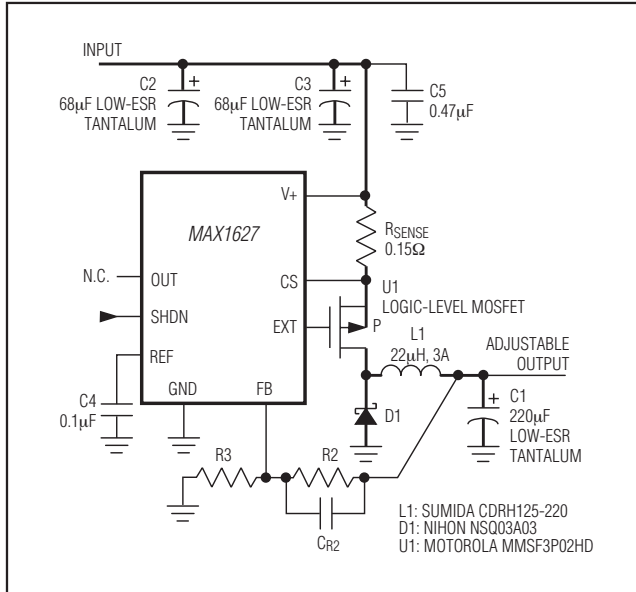 INPUT
C2
68µF LOW-ESR
TANTALUM
+
C3
68µF LOW-ESR
TANTALUM
+
C5
0.47µF
MAX1627
V+
RSENSE
0.15Ω
N.C.
OUT
CS
U1
LOGIC-LEVEL MOSFET
SHDN
EXT
P
REF
L1
22µH, 3A
ADJUSTABLE
OUTPUT
C4
0.1µF
GND
FB
D1
+
C1
220µF
LOW-ESR
TANTALUM
R3
R2
CR2
L1: SUMIDA CDRH125-220
D1: NIHON NSQ03A03
U1: MOTOROLA MMSF3P02HD